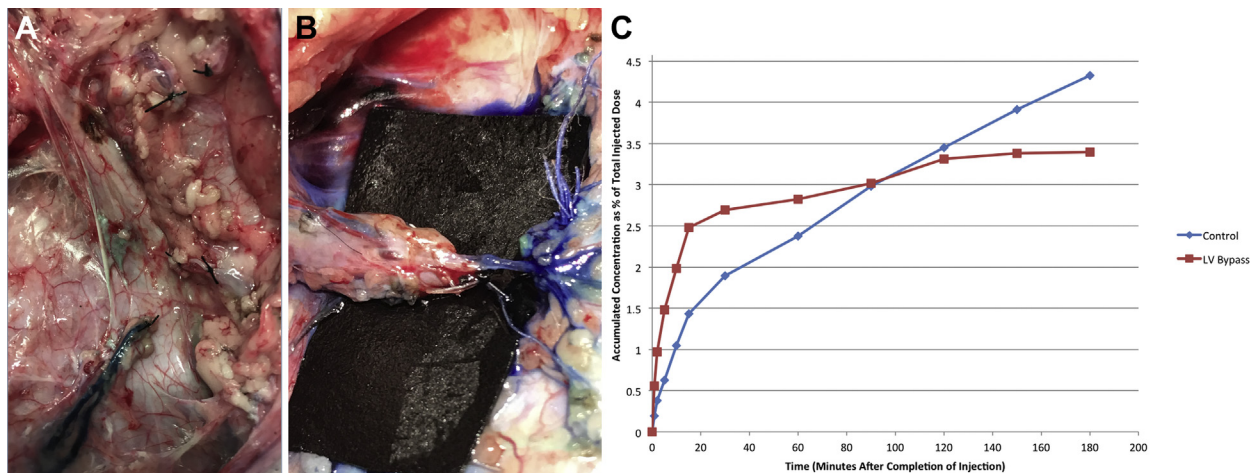 A
B
C
Accumulated Concentration as % of Total Injected Dose
4.5
4
3.5
3
2.5
2
1.5
1
0.5
0
0 20 40 60 80 100 120 140 160 180 200
Time (Minutes After Completion of Injection)
Control
LV Bypass